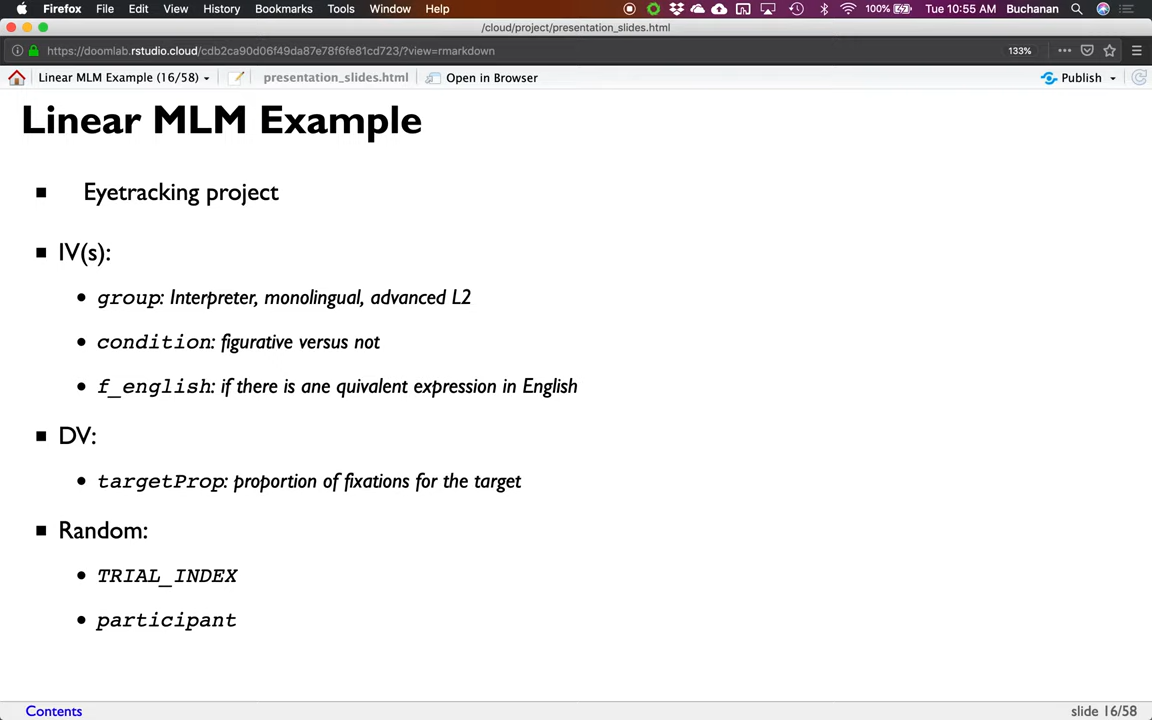 Firefox File Edit View History Bookmarks Tools Window Help 100% Tue 10:55 AM Buchanan
/cloud/project/presentation_slides.html
https://doomlab.rstudio.cloud/cdb2ca90d06f49da87e78f6fe81cd723/?view=rmarkdown 133%
Linear MLM Example (16/58) presentation_slides.html Open in Browser Publish
Linear MLM Example
Eyetracking project
IV(s):
group: Interpreter, monolingual, advanced L2
condition: figurative versus not
f_english: if there is ane quivalent expression in English
DV:
targetProp: proportion of fixations for the target
Random:
TRIAL_INDEX
participant
Contents slide 16/58